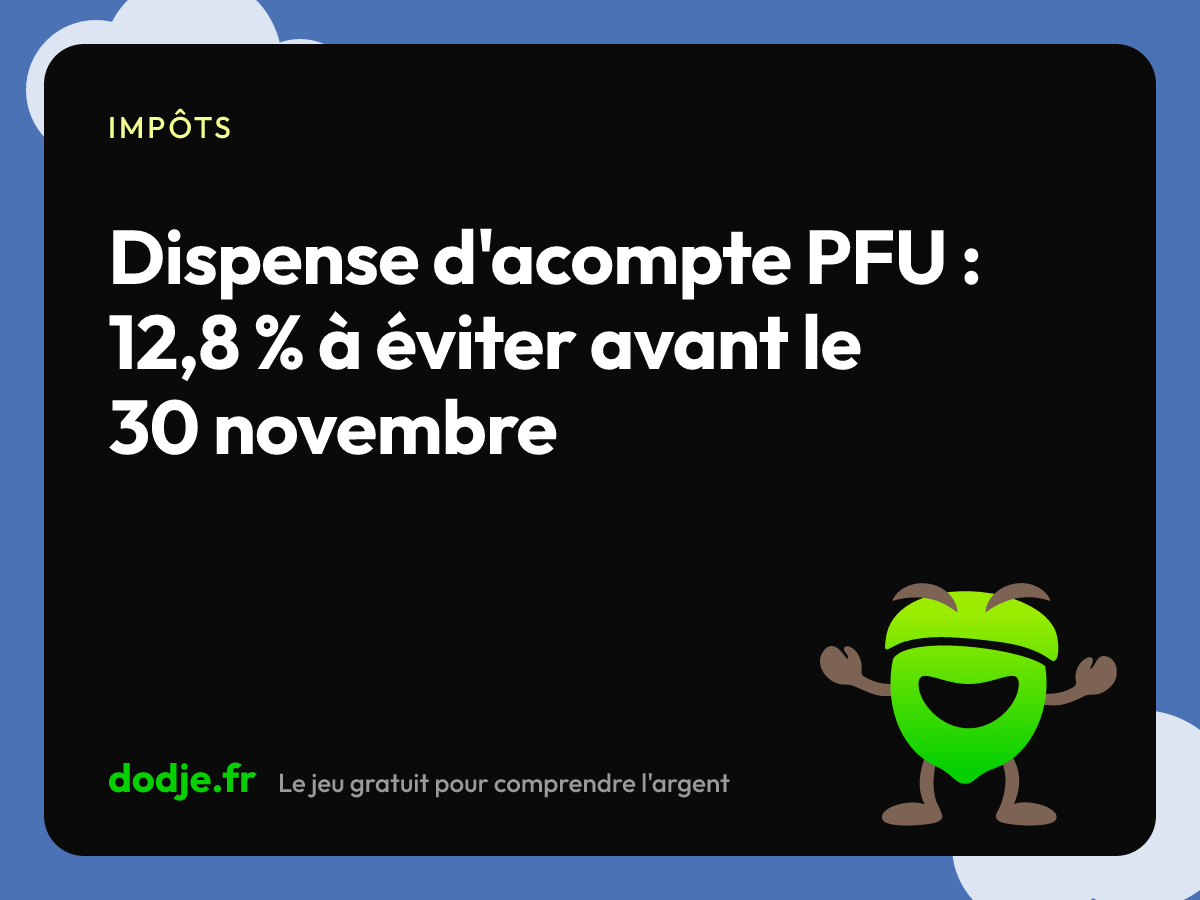 IMPÔTS
Dispense d'acompte PFU :
12,8 % à éviter avant le
30 novembre
dodje.fr Le jeu gratuit pour comprendre l'argent